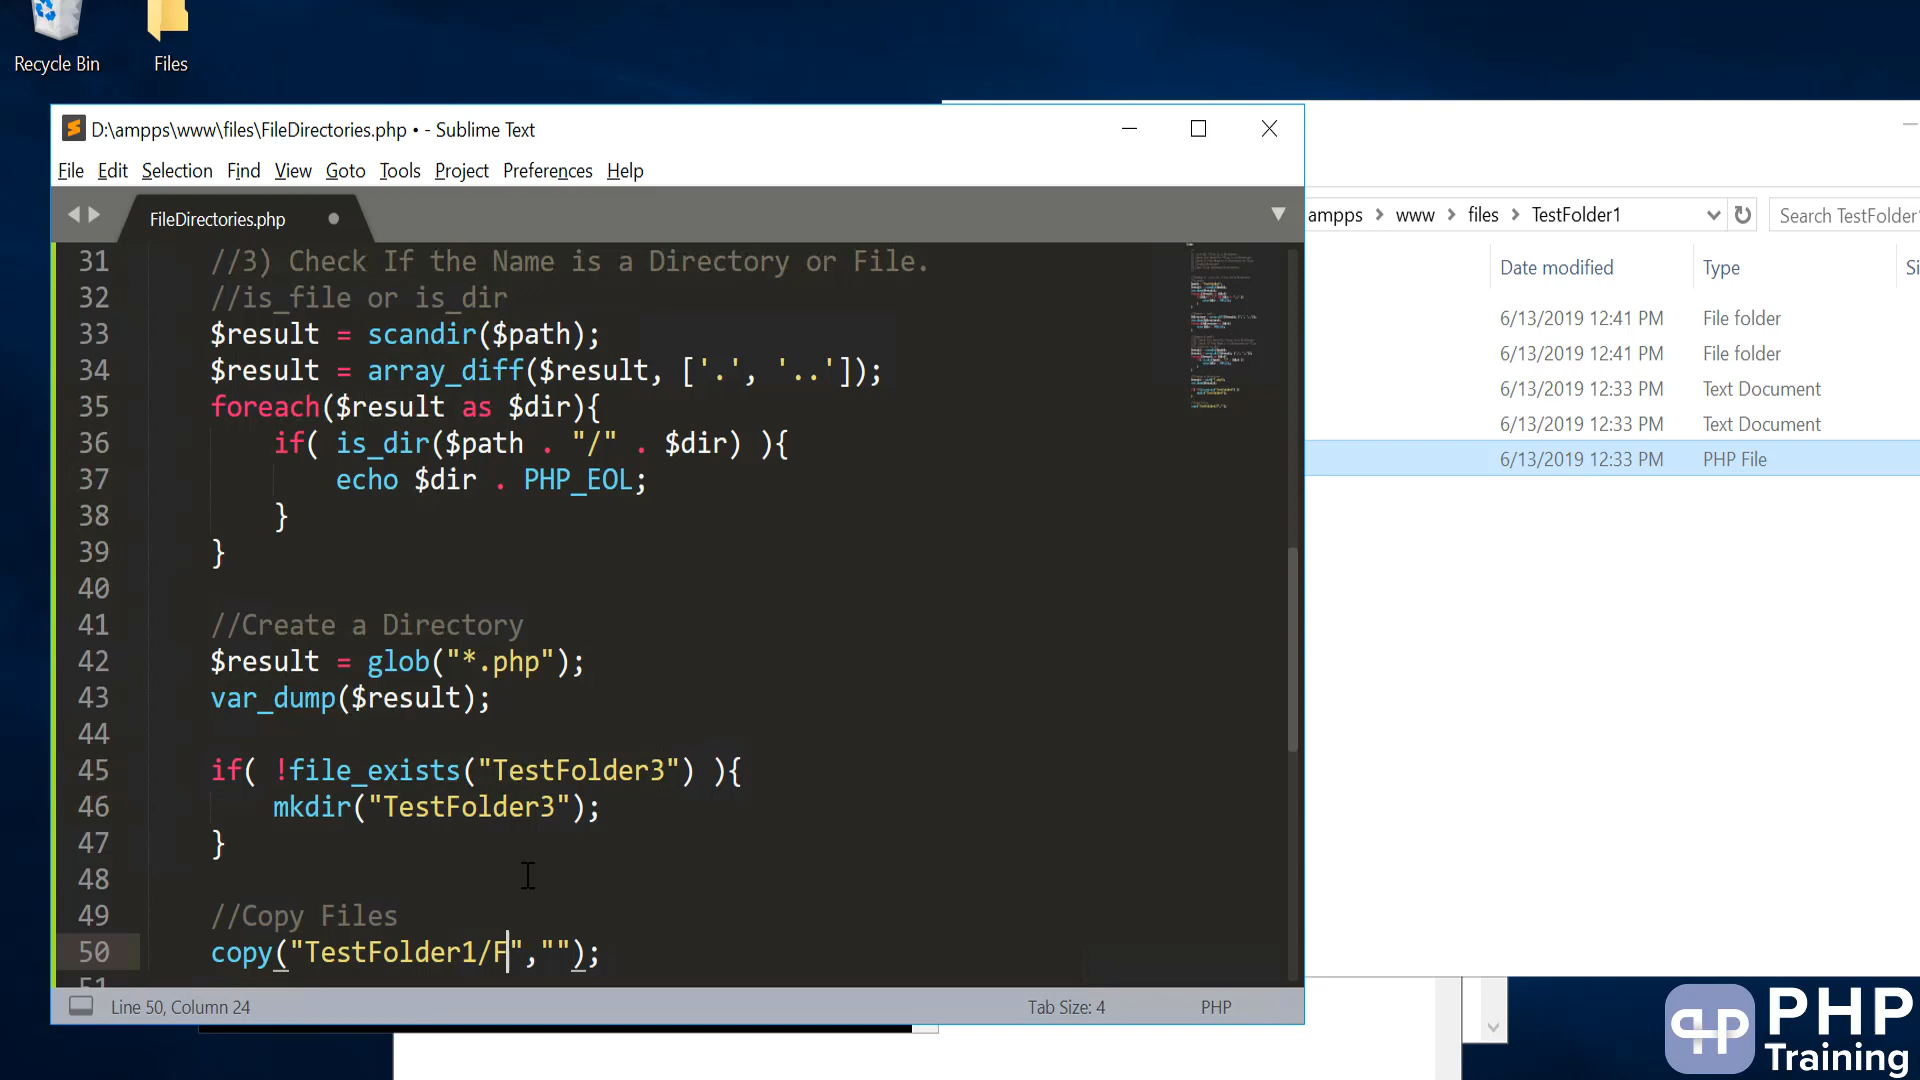 Recycle Bin
Files
D:\ampps\www\files\FileDirectories.php • - Sublime Text
File Edit Selection Find View Goto Tools Project Preferences Help
FileDirectories.php
31 //3) Check If the Name is a Directory or File.
32 //is_file or is_dir
33 $result = scandir($path);
34 $result = array_diff($result, ['.', '..']);
35 foreach($result as $dir){
36 if( is_dir($path . "/" . $dir) ){
37 echo $dir . PHP_EOL;
38 }
39 }
40
41 //Create a Directory
42 $result = glob("*.php");
43 var_dump($result);
44
45 if( !file_exists("TestFolder3") ){
46 mkdir("TestFolder3");
47 }
48
49 //Copy Files
50 copy("TestFolder1/F","");
51
Line 50, Column 24
Tab Size: 4
PHP
ampps > www > files > TestFolder1
Search TestFolder1
Date modified Type Si
6/13/2019 12:41 PM File folder
6/13/2019 12:41 PM File folder
6/13/2019 12:33 PM Text Document
6/13/2019 12:33 PM Text Document
6/13/2019 12:33 PM PHP File
PHP
Training